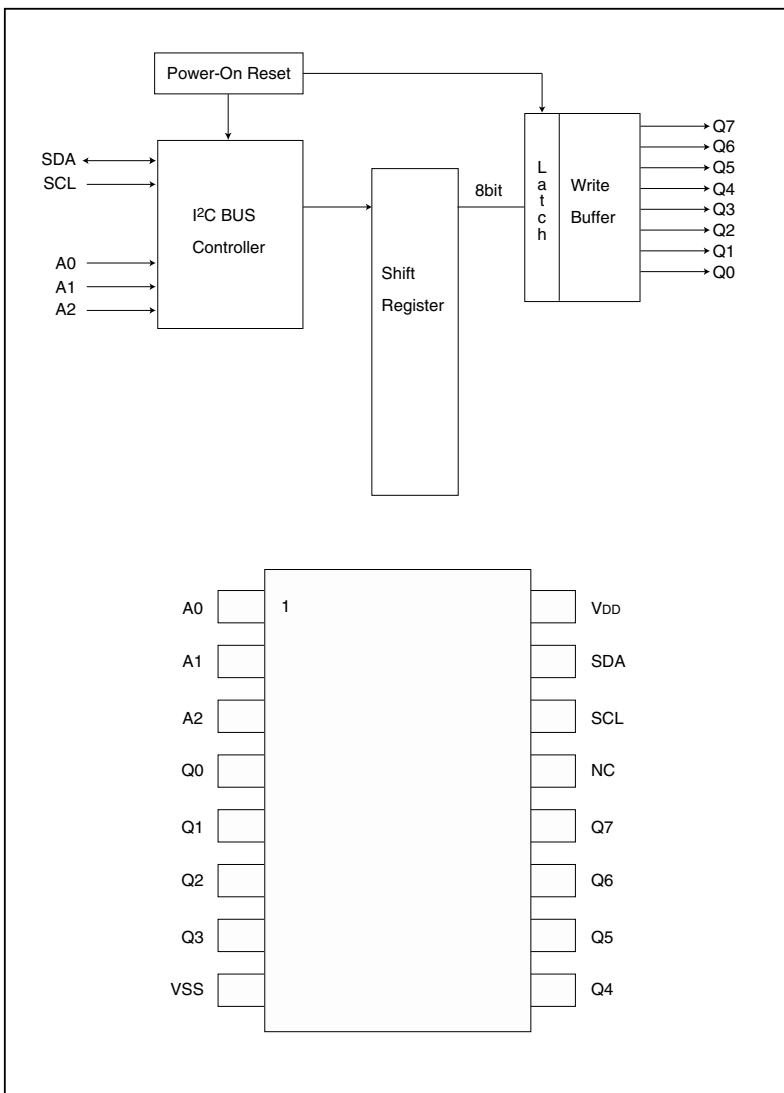 Power-On Reset
SDA
SCL
A0
A1
A2
I²C BUS
Controller
Shift
Register
8bit
Latch
Write
Buffer
Q7
Q6
Q5
Q4
Q3
Q2
Q1
Q0
1
A0
A1
A2
Q0
Q1
Q2
Q3
VSS
VDD
SDA
SCL
NC
Q7
Q6
Q5
Q4